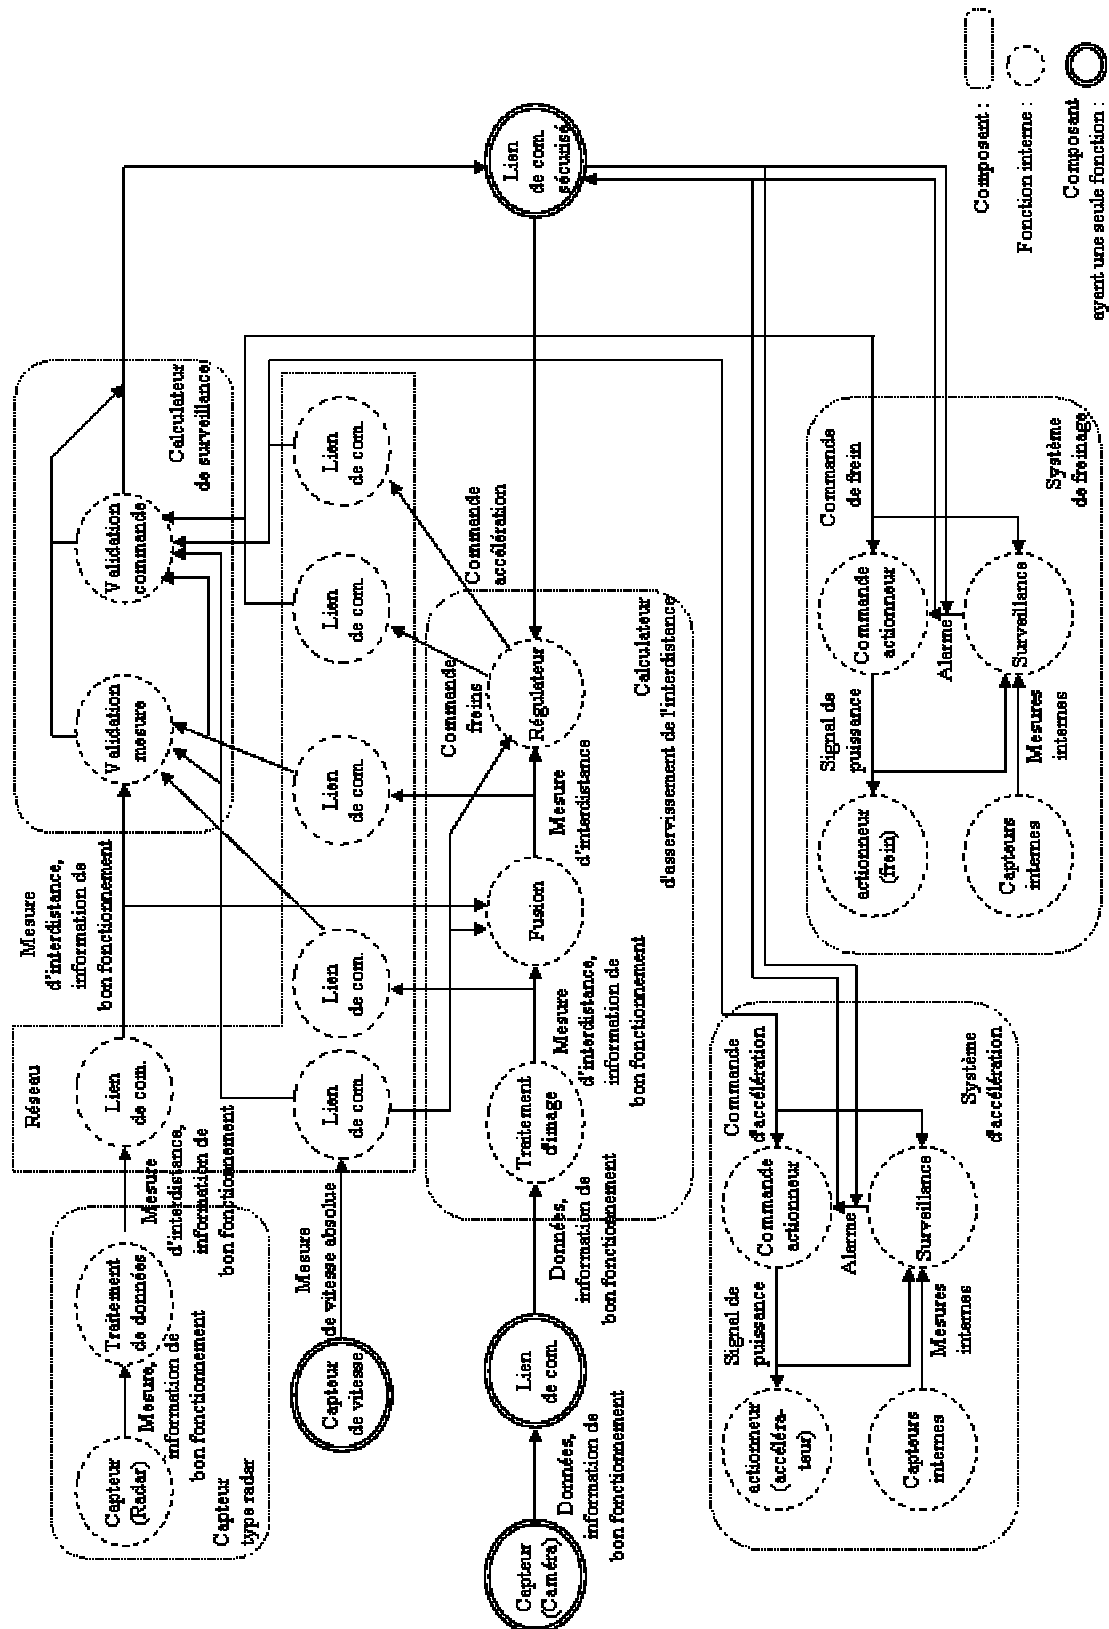 Capteur
(Radar)
Mesure,
information de
bon fonctionnement
Traitement
de données
Capteur
type radar
Mesure
d'interdistance,
information de
bon fonctionnement
Réseau
Lien
de com.
Mesure
d'interdistance,
information de
bon fonctionnement
Validation
mesure
Validation
commande
Calculateur
de surveillance
Capteur
de vitesse
Mesure
de vitesse absolue
Lien
de com.
Lien
de com.
Lien
de com.
Lien
de com.
Lien
de com.
Commande
freins
Commande
accélération
Capteur
(Caméra)
Données,
information de
bon fonctionnement
Lien
de com.
Données,
information de
bon fonctionnement
Traitement
d'image
Mesure
d'interdistance,
information de
bon fonctionnement
Fusion
Mesure
d'interdistance
Régulateur
Calculateur
d'asservissement de l'interdistance
Lien
de com.
sécurisé
actionneur
(accéléra-
teur)
Signal de
puissance
Commande
actionneur
Commande
d'accélération
Alarme
Capteurs
internes
Mesures
internes
Surveillance
Système
d'accélération
actionneur
(frein)
Signal de
puissance
Commande
actionneur
Commande
de frein
Alarme
Capteurs
internes
Mesures
internes
Surveillance
Système
de freinage
Composant :
Fonction interne :
Composant
ayant une seule fonction :